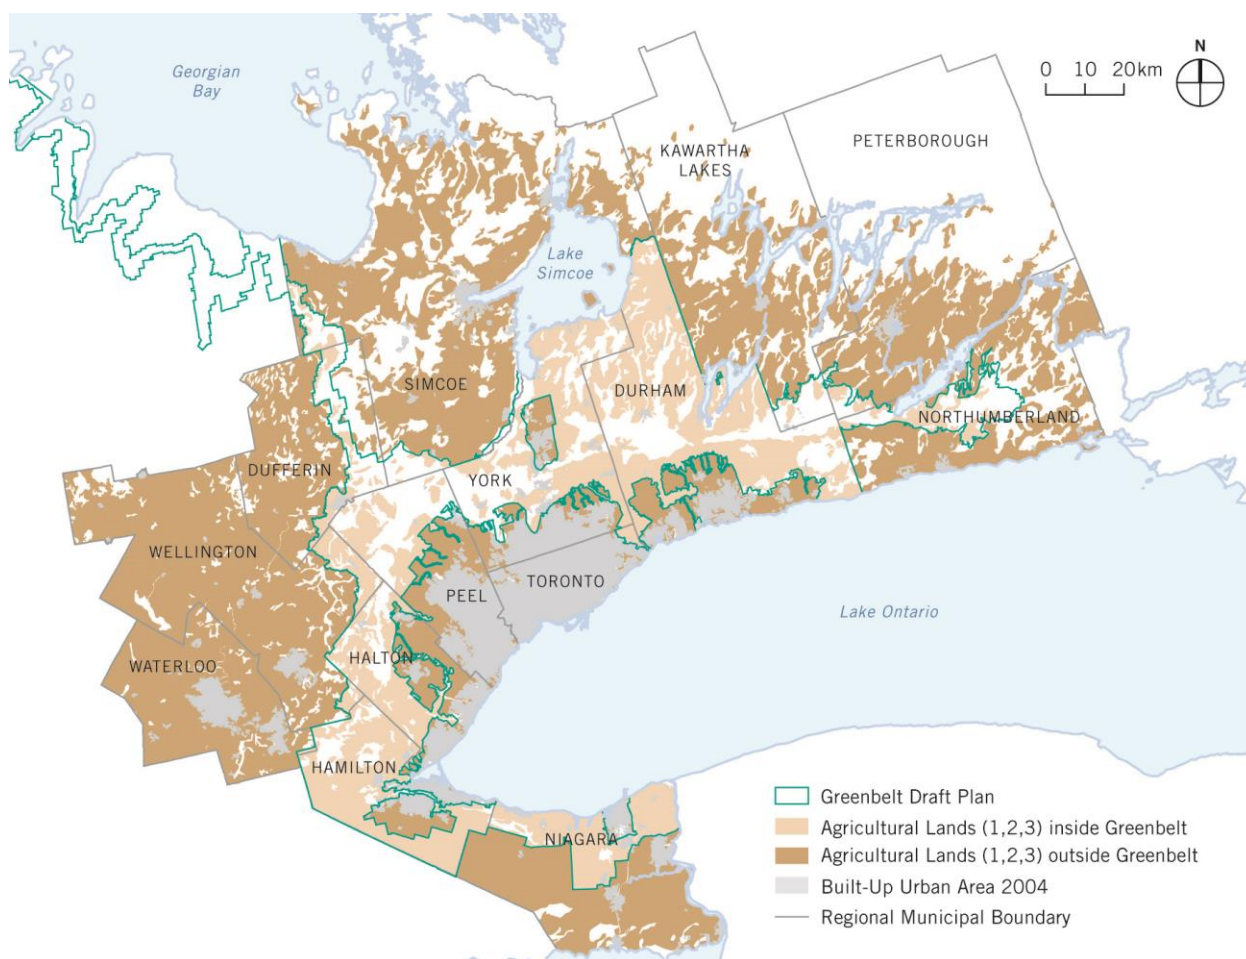 Georgian
Bay
N
0 10 20km
KAWARTHA
LAKES
PETERBOROUGH
Lake
Simcoe
SIMCOE
DURHAM
NORTHUMBERLAND
DUFFERIN
YORK
WELLINGTON
TORONTO
PEEL
Lake Ontario
WATERLOO
HALTON
HAMILTON
NIAGARA
Greenbelt Draft Plan
Agricultural Lands (1,2,3) inside Greenbelt
Agricultural Lands (1,2,3) outside Greenbelt
Built-Up Urban Area 2004
Regional Municipal Boundary